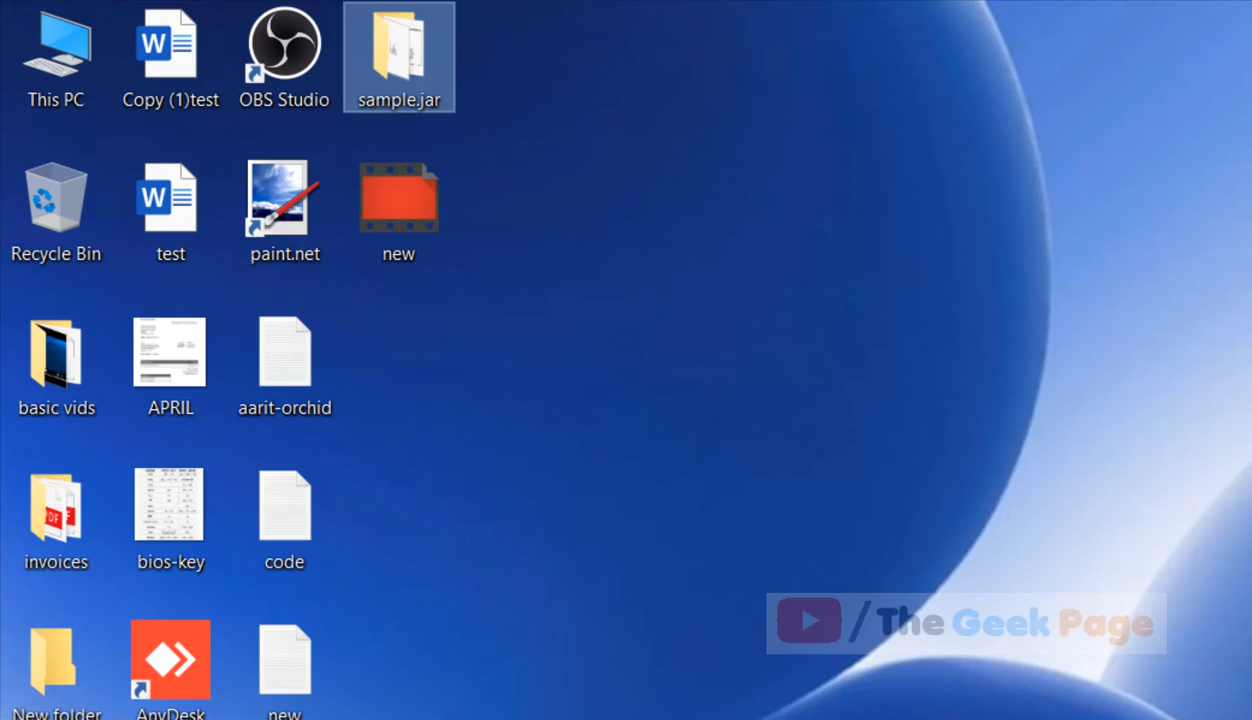 This PC
Copy (1)test
OBS Studio
sample.jar
Recycle Bin
test
paint.net
new
basic vids
APRIL
aarit-orchid
invoices
PDF
bios-key
code
New folder
AnyDesk
new
/The Geek Page